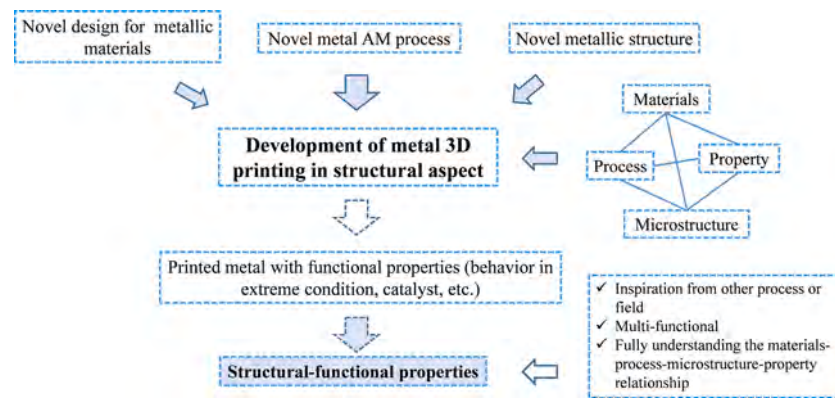 Novel design for metallic
materials
Novel metal AM process
Novel metallic structure
Materials
Process
Property
Microstructure
Development of metal 3D
printing in structural aspect
Printed metal with functional properties (behavior in
extreme condition, catalyst, etc.)
✓ Inspiration from other process or
field
✓ Multi-functional
✓ Fully understanding the materials-
process-microstructure-property
relationship
Structural-functional properties